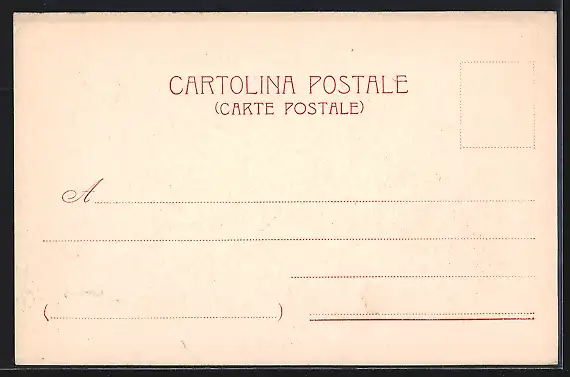 CARTOLINA POSTALE
(CARTE POSTALE)
A
( )